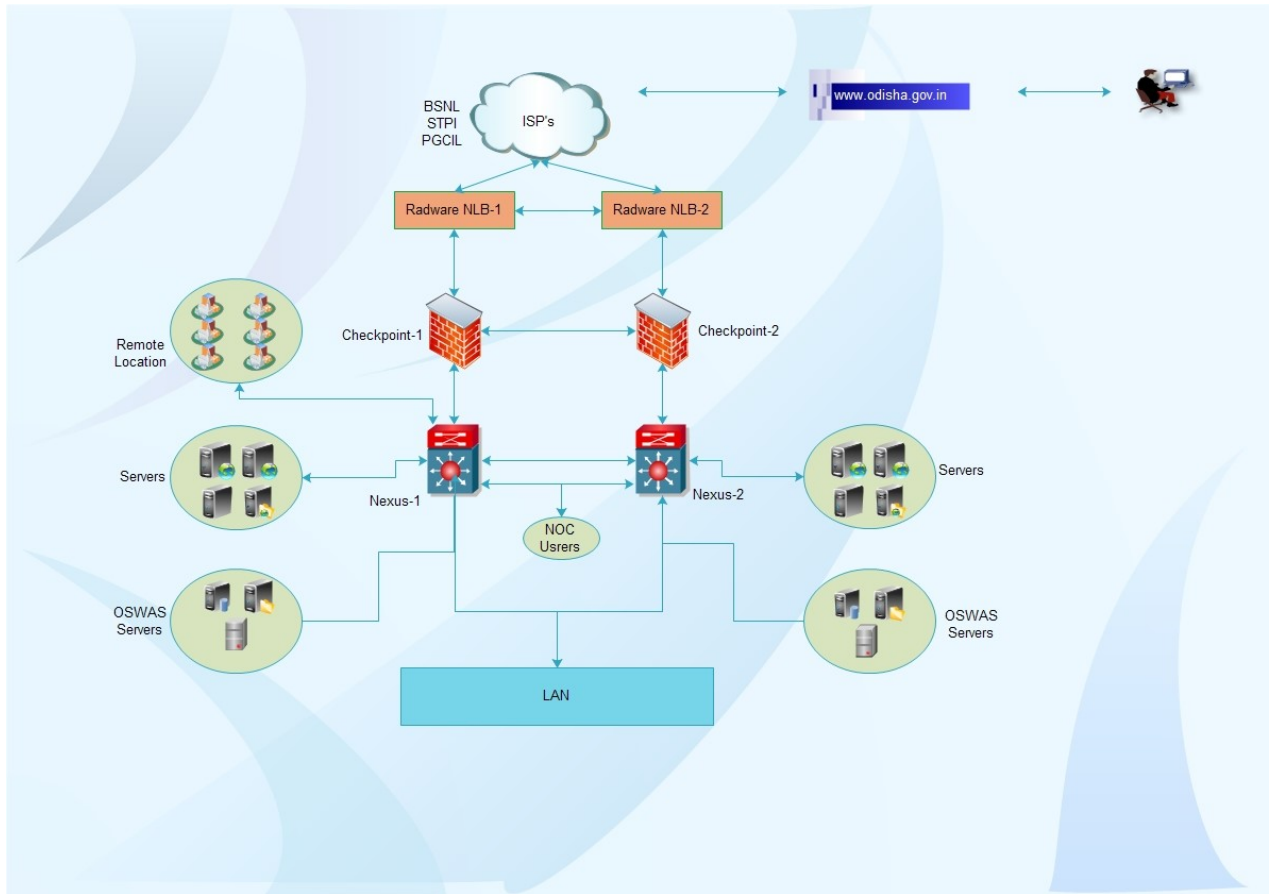 www.odisha.gov.in
BSNL
STPI
PGCIL
ISP's
Radware NLB-1
Radware NLB-2
Checkpoint-1
Checkpoint-2
Remote
Location
Servers
Nexus-1
Nexus-2
Servers
NOC
Usrers
OSWAS
Servers
OSWAS
Servers
LAN